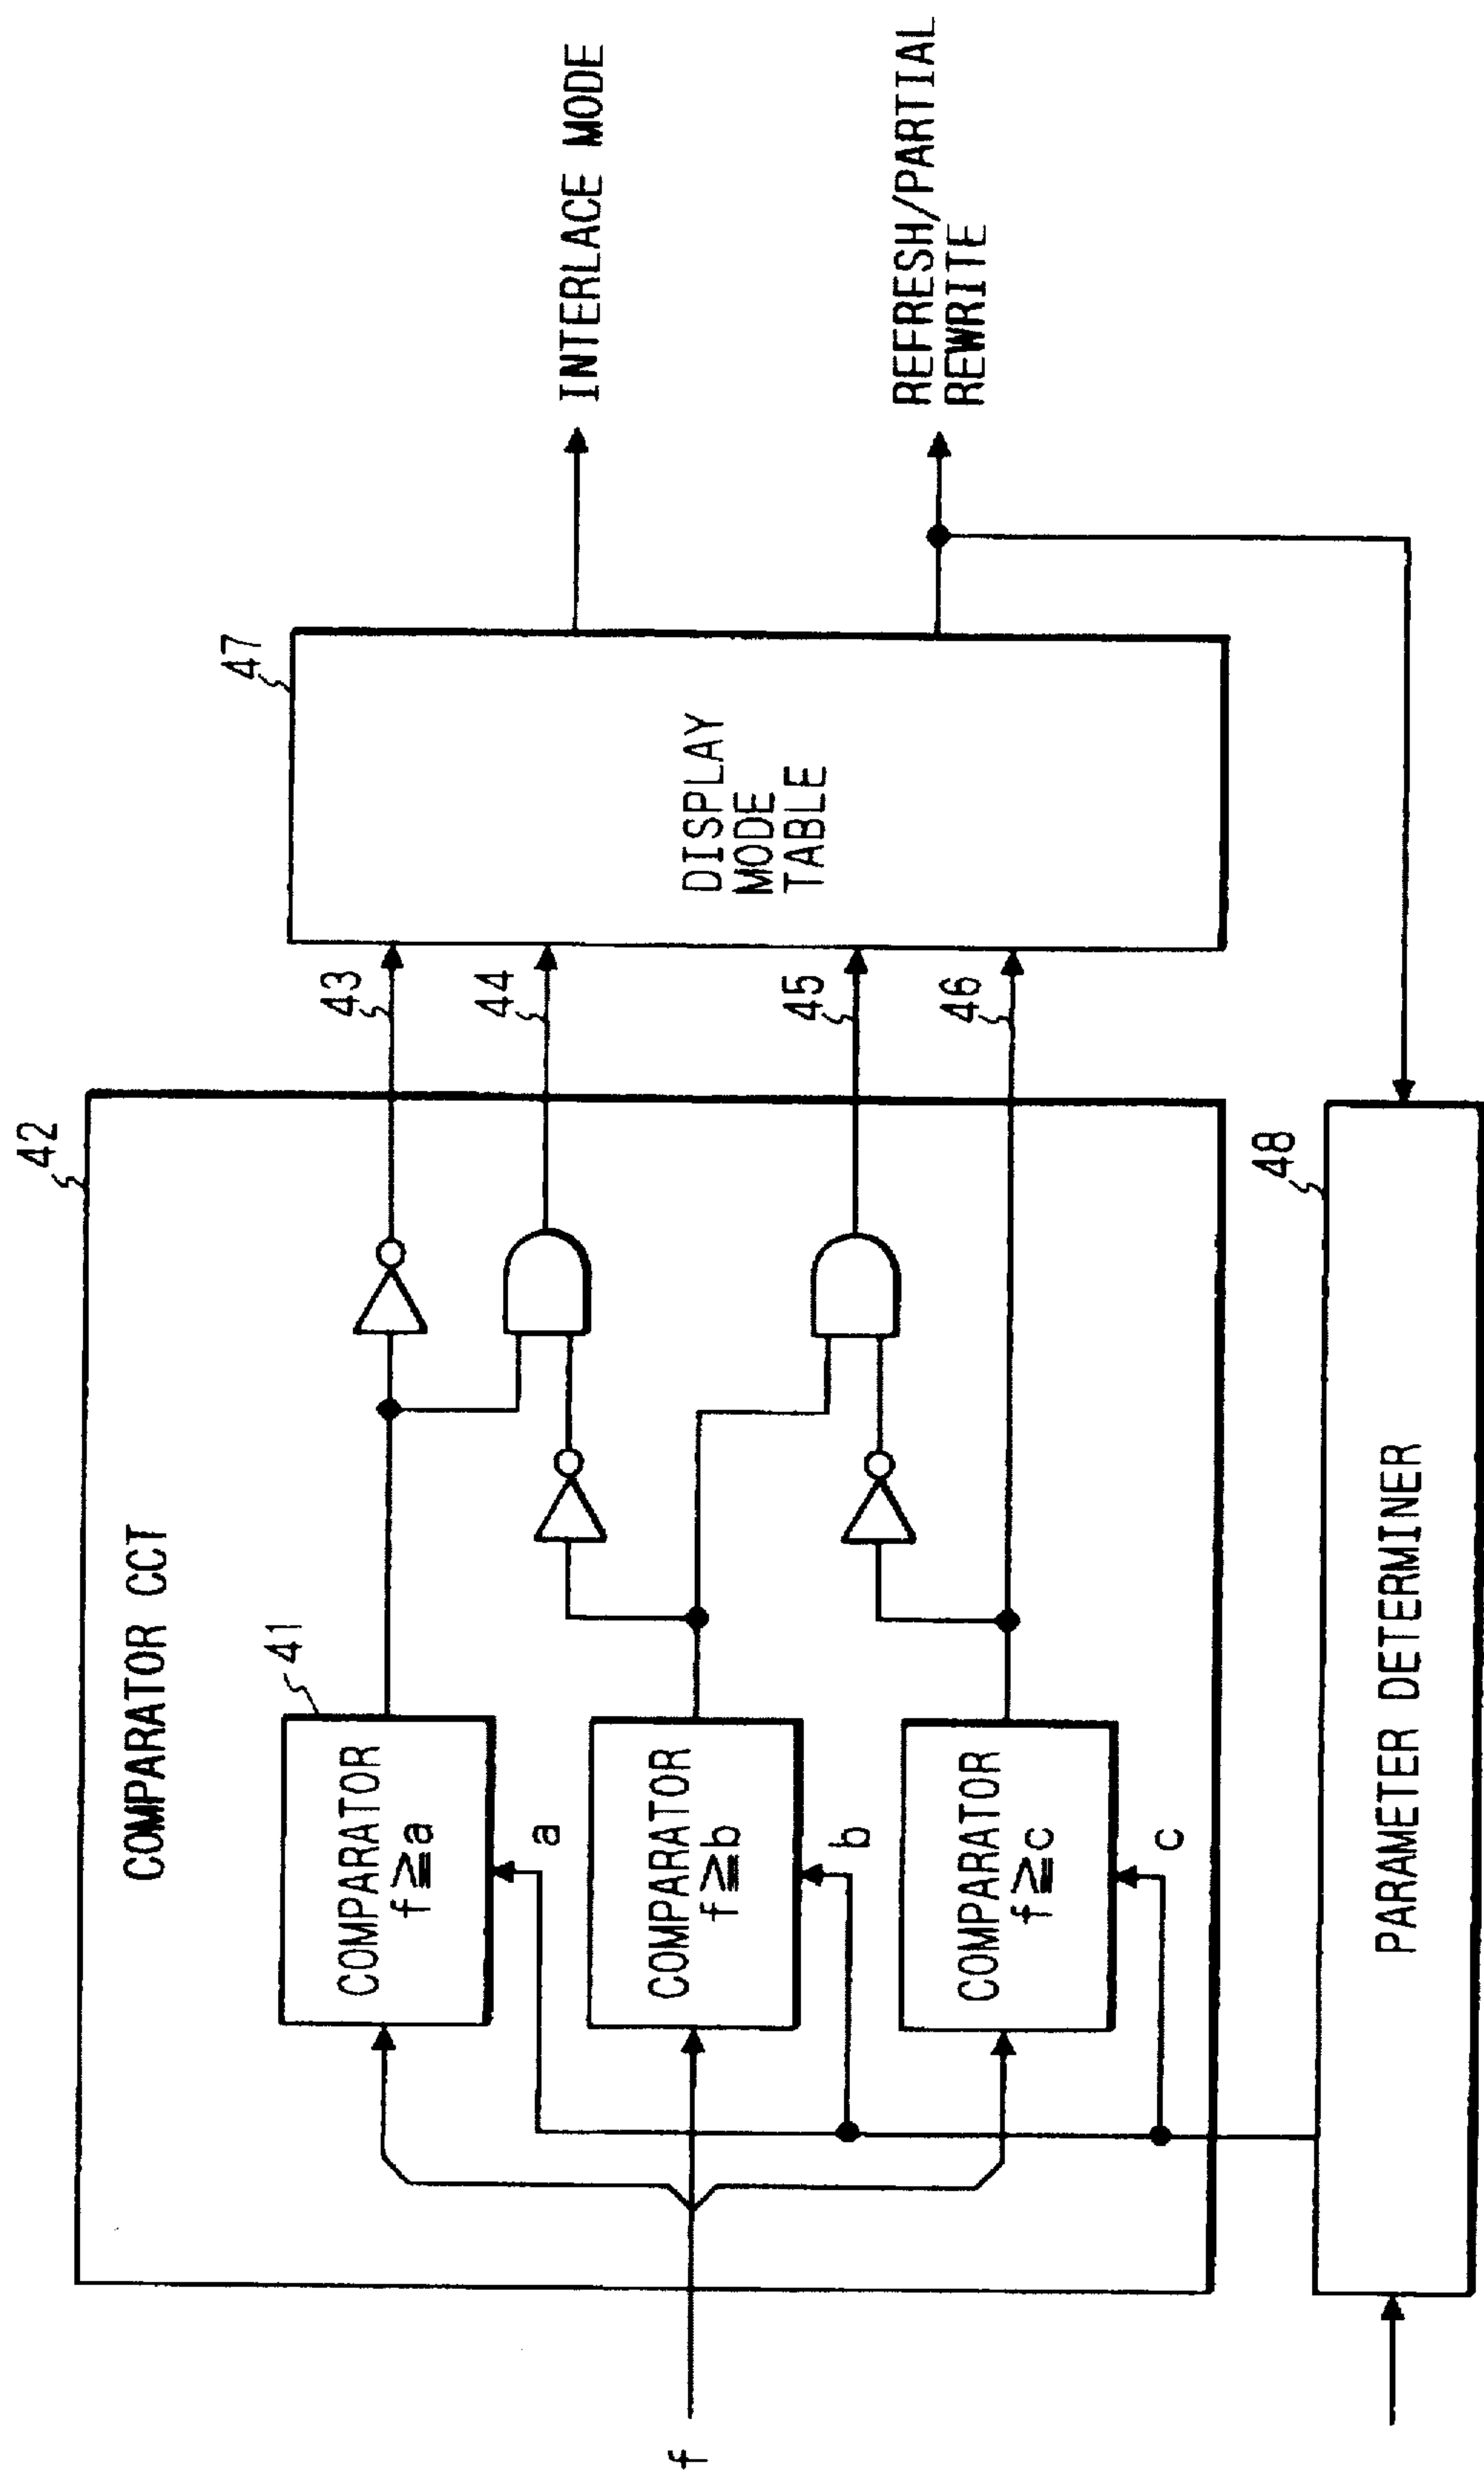 COMPARATOR CCT
42
41
COMPARATOR
f≧a
a
COMPARATOR
f≧b
b
COMPARATOR
f≧c
c
f
43
44
45
46
47
DISPLAY
MODE
TABLE
INTERLACE MODE
REFRESH/PARTIAL
REWRITE
48
PARAMETER DETERMINER